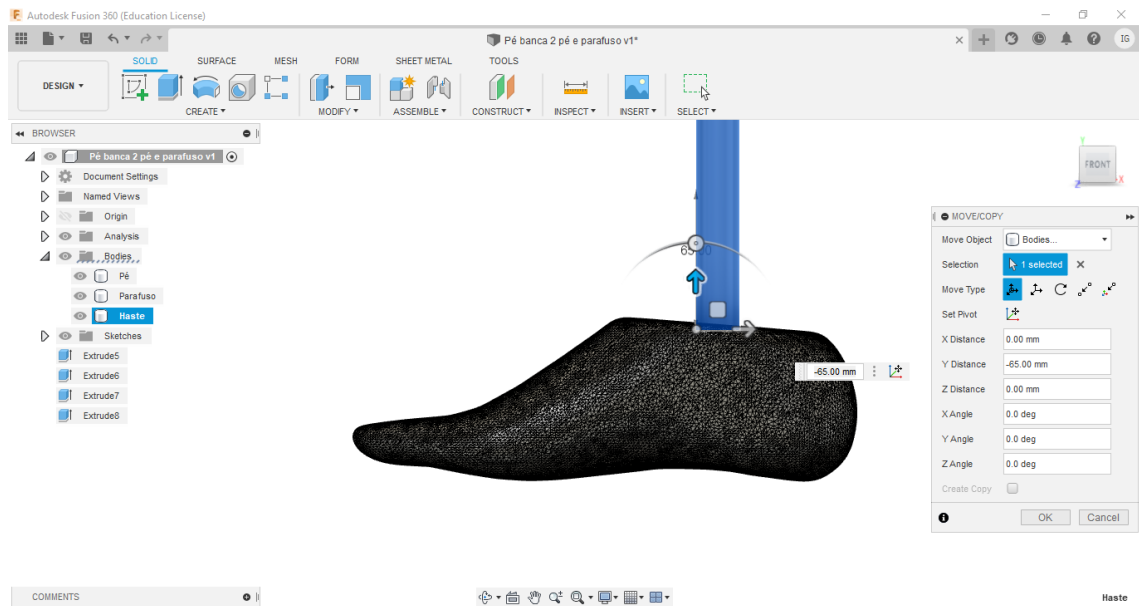 Autodesk Fusion 360 (Education License)
Pé banca 2 pé e parafuso v1*
IG
SOLID SURFACE MESH FORM SHEET METAL TOOLS
DESIGN
CREATE MODIFY ASSEMBLE CONSTRUCT INSPECT INSERT SELECT
BROWSER
Pé banca 2 pé e parafuso v1
Document Settings
Named Views
Origin
Analysis
Bodies
Pé
Parafuso
Haste
Sketches
Extrude5
Extrude6
Extrude7
Extrude8
65.00
-65.00 mm
Y
FRONT
Z
X
MOVE/COPY
Move Object Bodies...
Selection 1 selected
Move Type
Set Pivot
X Distance 0.00 mm
Y Distance -65.00 mm
Z Distance 0.00 mm
X Angle 0.0 deg
Y Angle 0.0 deg
Z Angle 0.0 deg
Create Copy
OK Cancel
COMMENTS
Haste